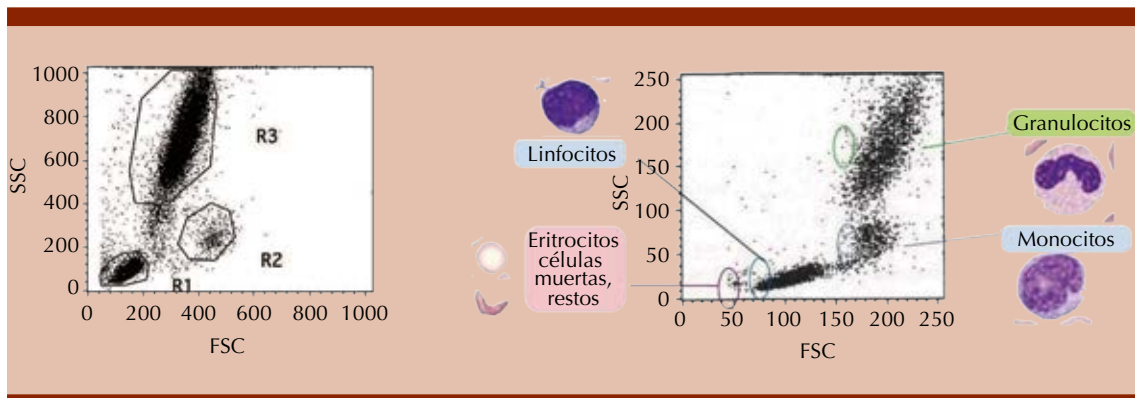 1000
800
600
400
200
0
SSC
0 200 400 600 800 1000
FSC
R3
R2
R1
Linfocitos
Eritrocitos
células
muertas,
restos
250
200
150
100
50
0
SSC
0 50 100 150 200 250
FSC
Granulocitos
Monocitos